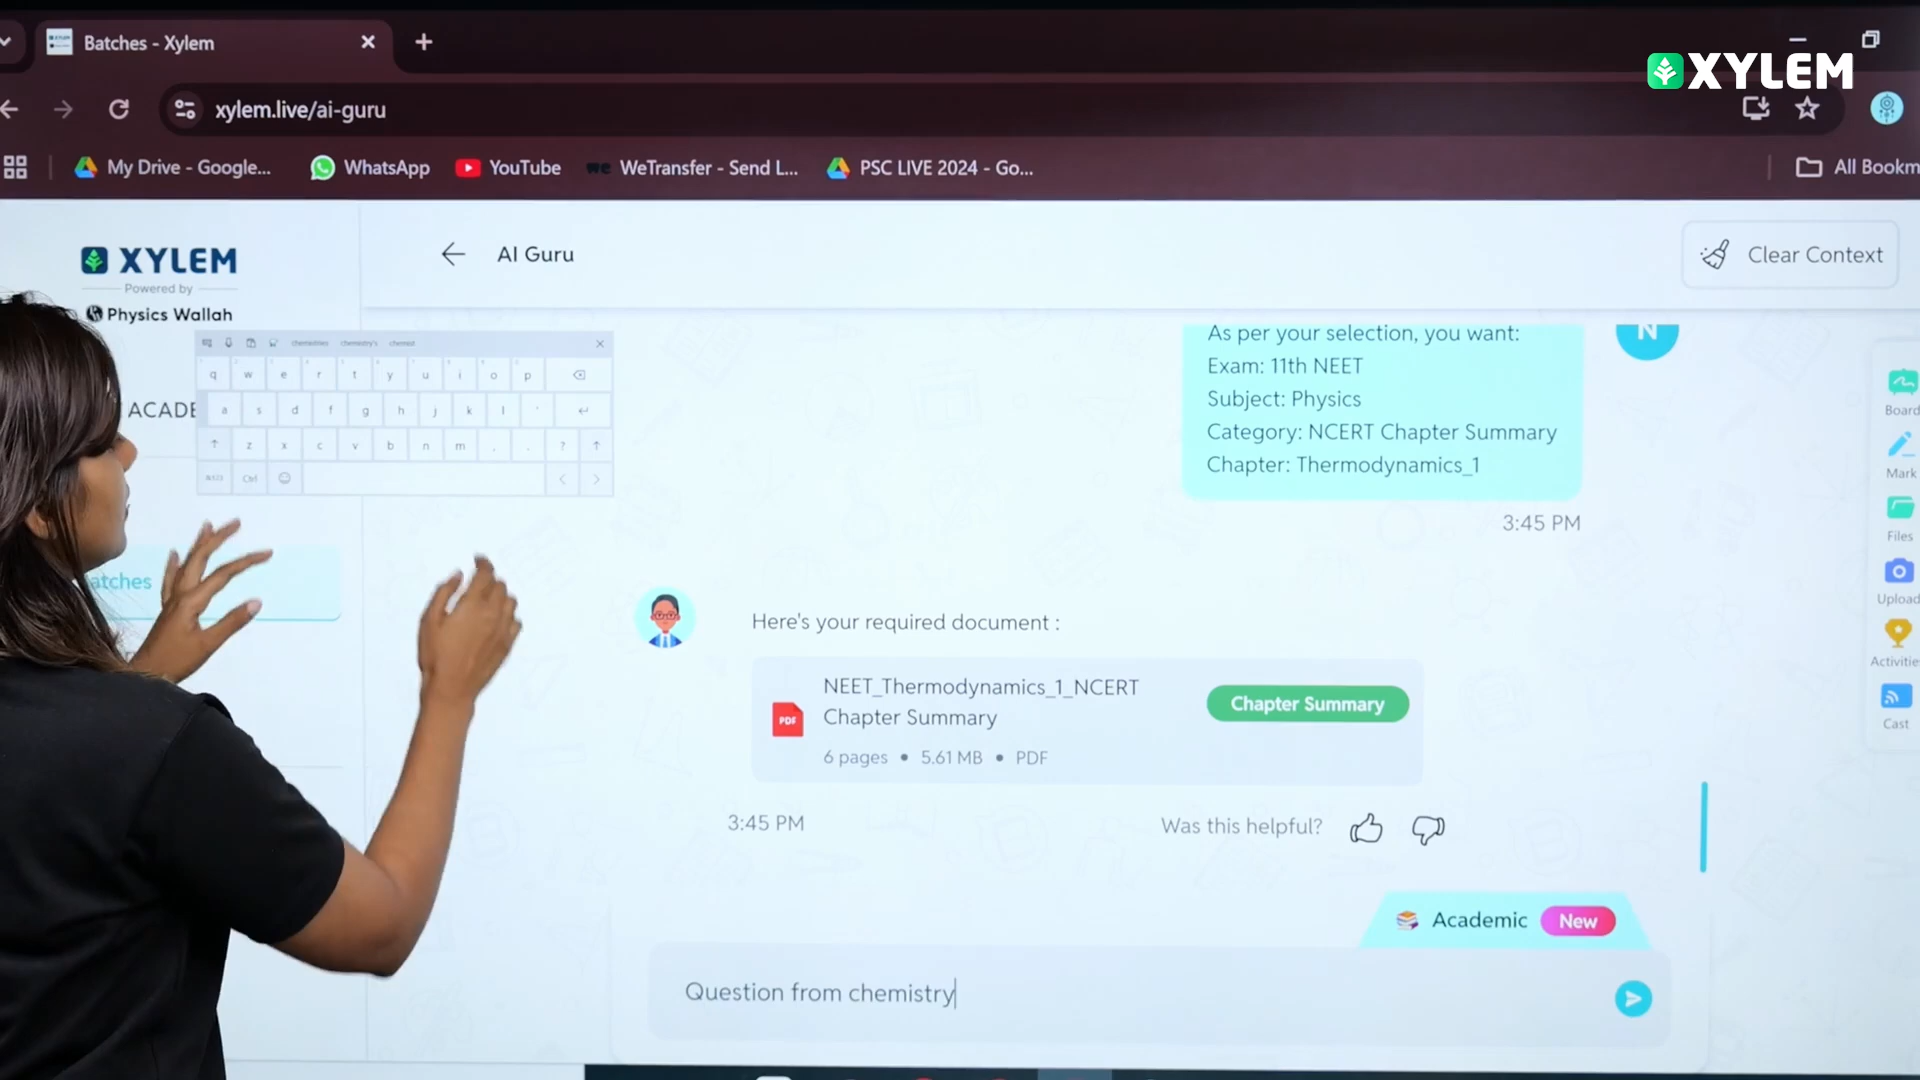 Batches - Xylem
XYLEM
xylem.live/ai-guru
My Drive - Google...
WhatsApp
YouTube
WeTransfer - Send L...
PSC LIVE 2024 - Go...
All Bookm
XYLEM
Powered by
Physics Wallah
AI Guru
Clear Context
chemistries chemistry's chemist
q w e r t y u i o p
a s d f g h j k l '
z x c v b n m , . ?
Ctrl
ACADE
atches
N
As per your selection, you want:
Exam: 11th NEET
Subject: Physics
Category: NCERT Chapter Summary
Chapter: Thermodynamics_1
3:45 PM
Board
Mark
Files
Upload
Activitie
Cast
Here's your required document :
PDF
NEET_Thermodynamics_1_NCERT
Chapter Summary
6 pages • 5.61 MB • PDF
Chapter Summary
3:45 PM
Was this helpful?
Academic New
Question from chemistry